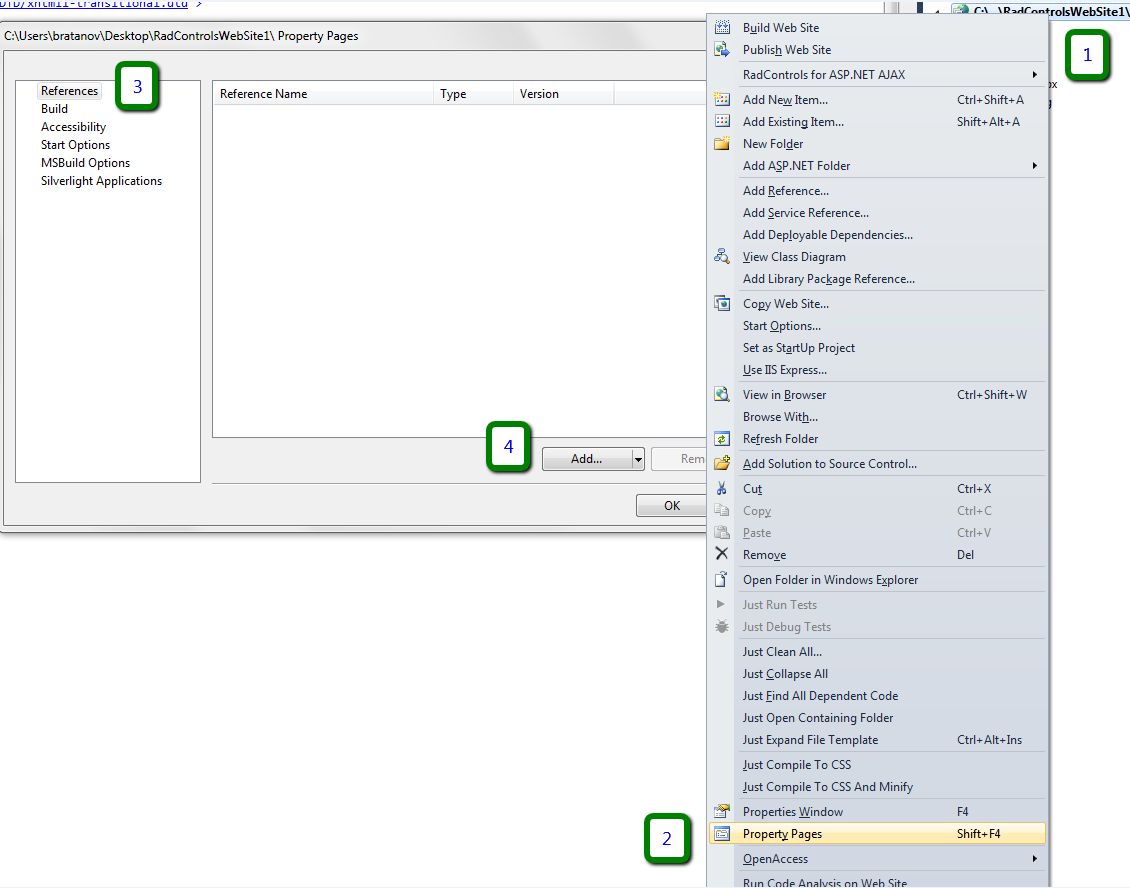 DTD/xhtml1-transitional.dtd >
C:\...\RadControlsWebSite1\
C:\Users\bratanov\Desktop\RadControlsWebSite1\ Property Pages
1
References
3
Build
Accessibility
Start Options
MSBuild Options
Silverlight Applications
Reference Name Type Version
4
Add...
OK
Build Web Site
Publish Web Site
RadControls for ASP.NET AJAX
Add New Item... Ctrl+Shift+A
Add Existing Item... Shift+Alt+A
New Folder
Add ASP.NET Folder
Add Reference...
Add Service Reference...
Add Deployable Dependencies...
View Class Diagram
Add Library Package Reference...
Copy Web Site...
Start Options...
Set as StartUp Project
Use IIS Express...
View in Browser Ctrl+Shift+W
Browse With...
Refresh Folder
Add Solution to Source Control...
Cut Ctrl+X
Copy Ctrl+C
Paste Ctrl+V
Remove Del
Open Folder in Windows Explorer
Just Run Tests
Just Debug Tests
Just Clean All...
Just Collapse All
Just Find All Dependent Code
Just Open Containing Folder
Just Expand File Template Ctrl+Alt+Ins
Just Compile To CSS
Just Compile To CSS And Minify
Properties Window F4
2
Property Pages Shift+F4
OpenAccess
Run Code Analysis on Web Site